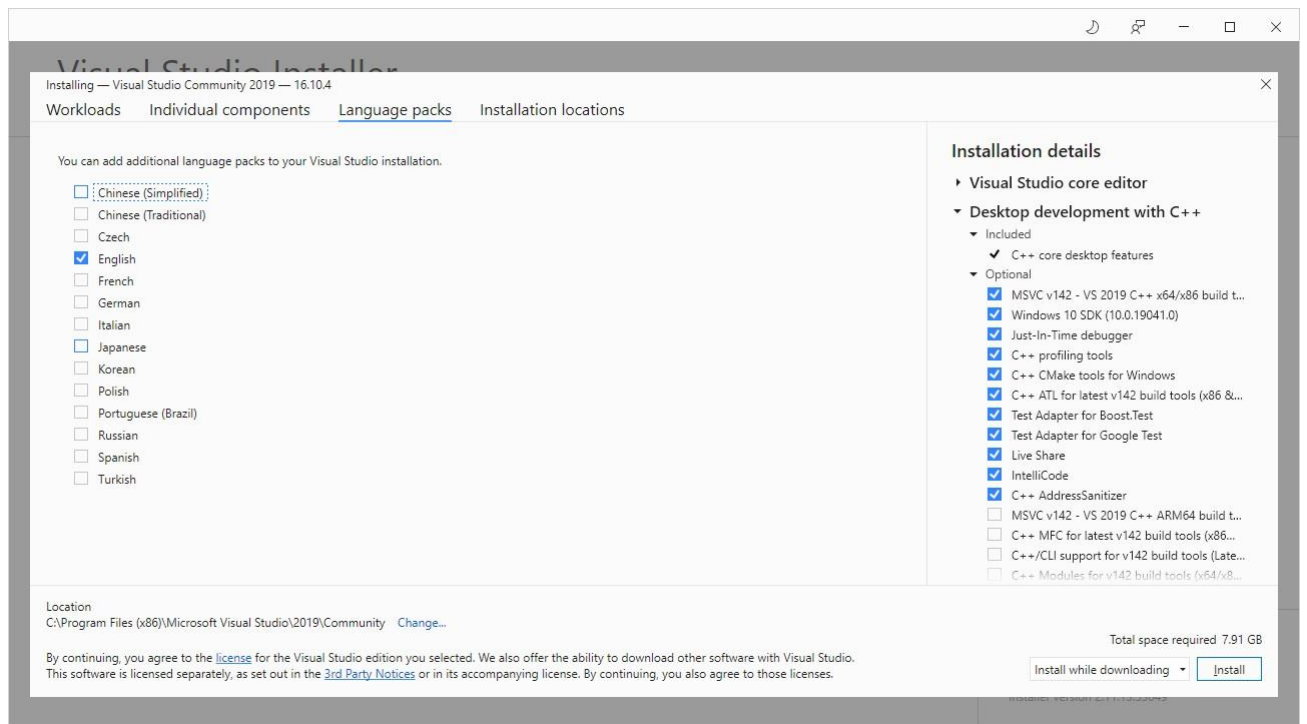 Visual Studio Installer
Installing — Visual Studio Community 2019 — 16.10.4
Workloads Individual components Language packs Installation locations
You can add additional language packs to your Visual Studio installation.
Chinese (Simplified)
Chinese (Traditional)
Czech
English
French
German
Italian
Japanese
Korean
Polish
Portuguese (Brazil)
Russian
Spanish
Turkish
Installation details
Visual Studio core editor
Desktop development with C++
Included
C++ core desktop features
Optional
MSVC v142 - VS 2019 C++ x64/x86 build t...
Windows 10 SDK (10.0.19041.0)
Just-In-Time debugger
C++ profiling tools
C++ CMake tools for Windows
C++ ATL for latest v142 build tools (x86 &...
Test Adapter for Boost.Test
Test Adapter for Google Test
Live Share
IntelliCode
C++ AddressSanitizer
MSVC v142 - VS 2019 C++ ARM64 build t...
C++ MFC for latest v142 build tools (x86...
C++/CLI support for v142 build tools (Late...
C++ Modules for v142 build tools (x64/x8...
Location
C:\Program Files (x86)\Microsoft Visual Studio\2019\Community Change...
By continuing, you agree to the license for the Visual Studio edition you selected. We also offer the ability to download other software with Visual Studio.
This software is licensed separately, as set out in the 3rd Party Notices or in its accompanying license. By continuing, you also agree to those licenses.
Total space required 7.91 GB
Install while downloading Install